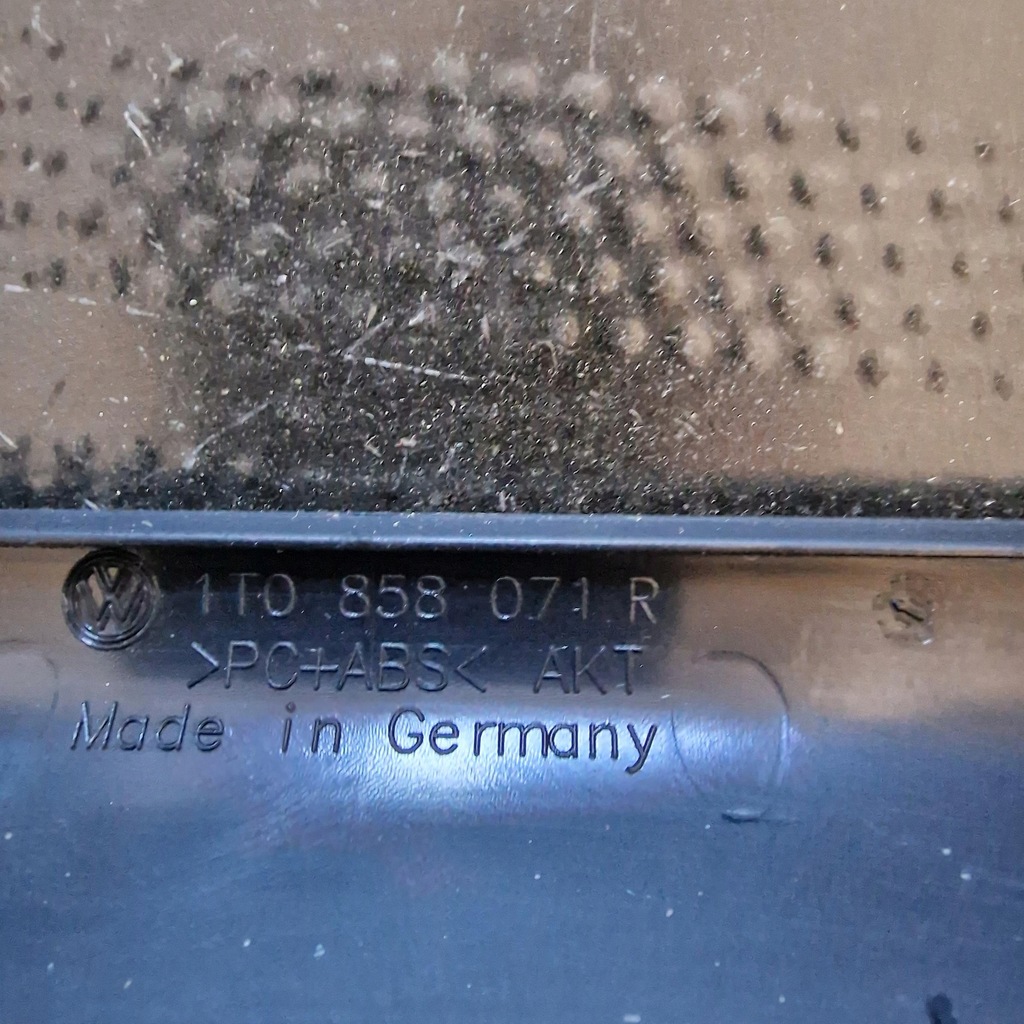 1T0 858 071 R
>PC+ABS< AKT
Made in Germany